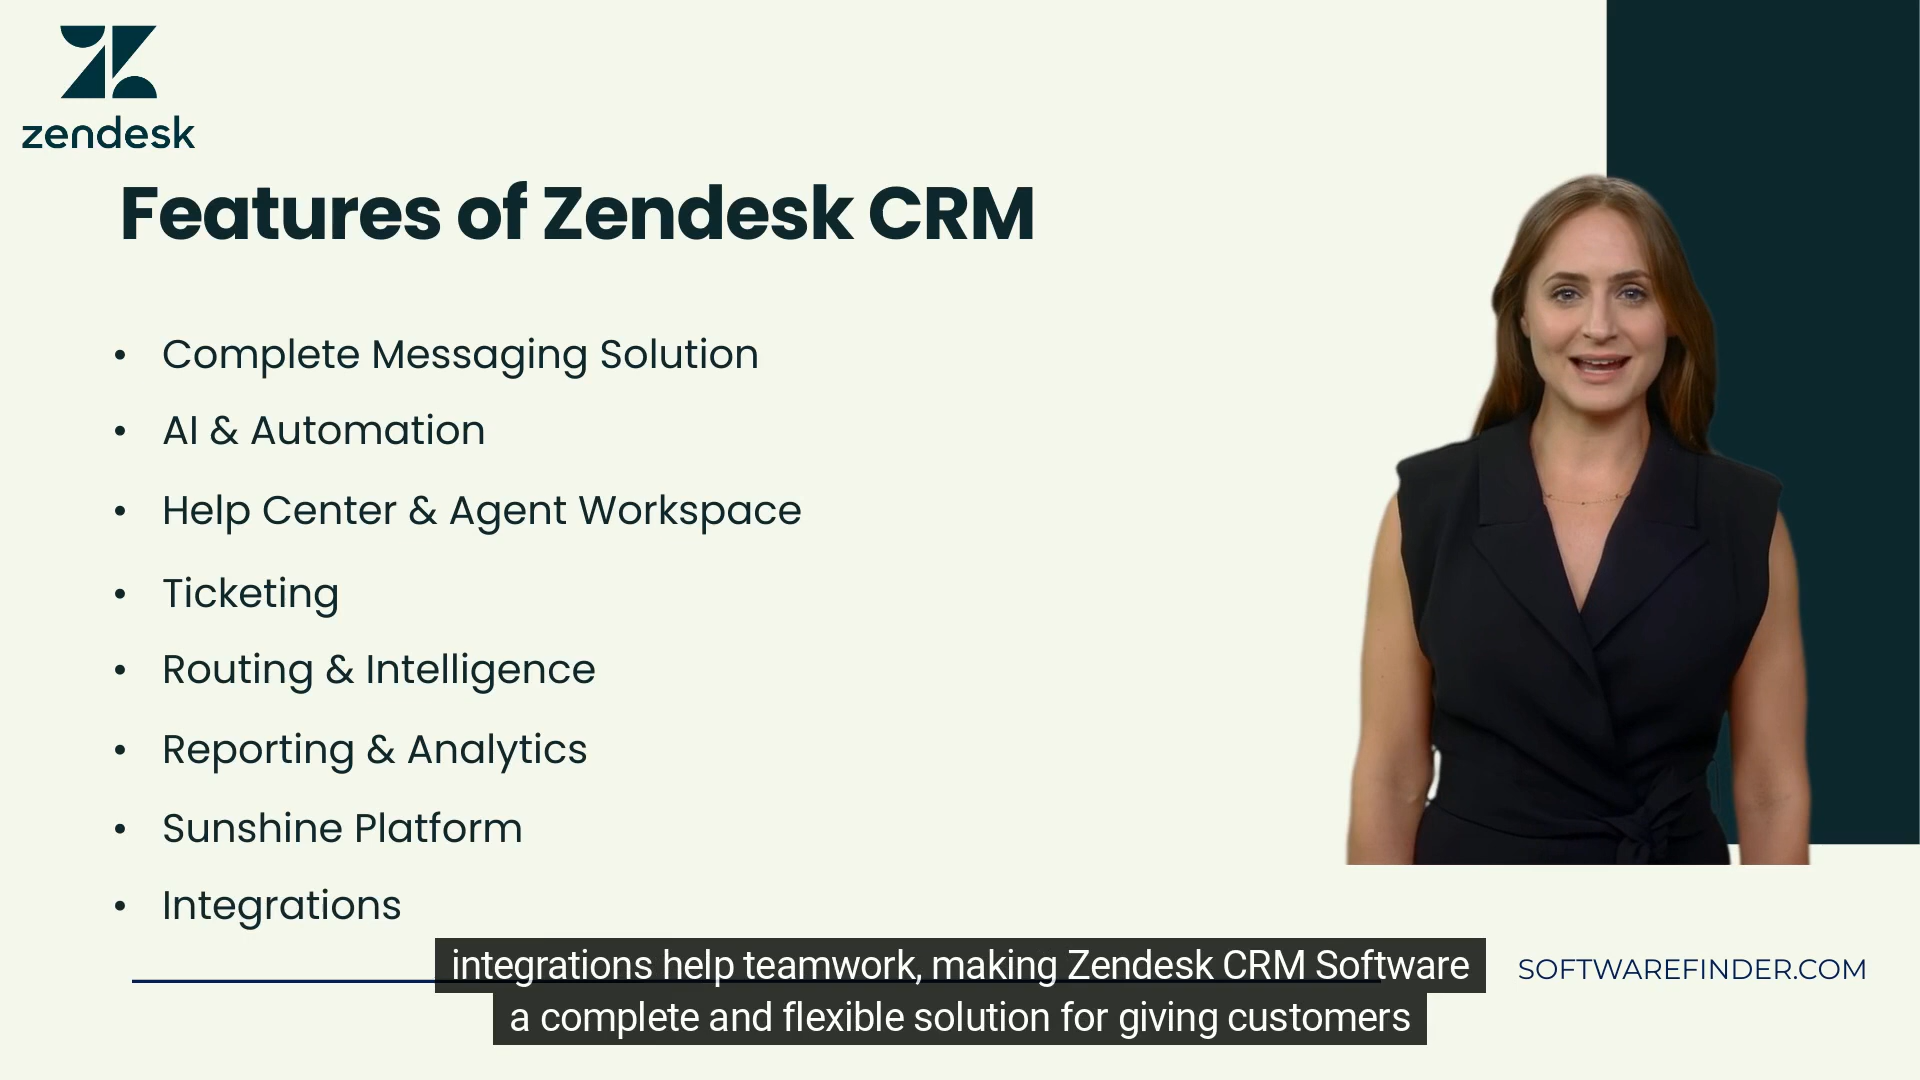 zendesk
Features of Zendesk CRM
• Complete Messaging Solution
• AI & Automation
• Help Center & Agent Workspace
• Ticketing
• Routing & Intelligence
• Reporting & Analytics
• Sunshine Platform
• Integrations
integrations help teamwork, making Zendesk CRM Software
a complete and flexible solution for giving customers
SOFTWAREFINDER.COM